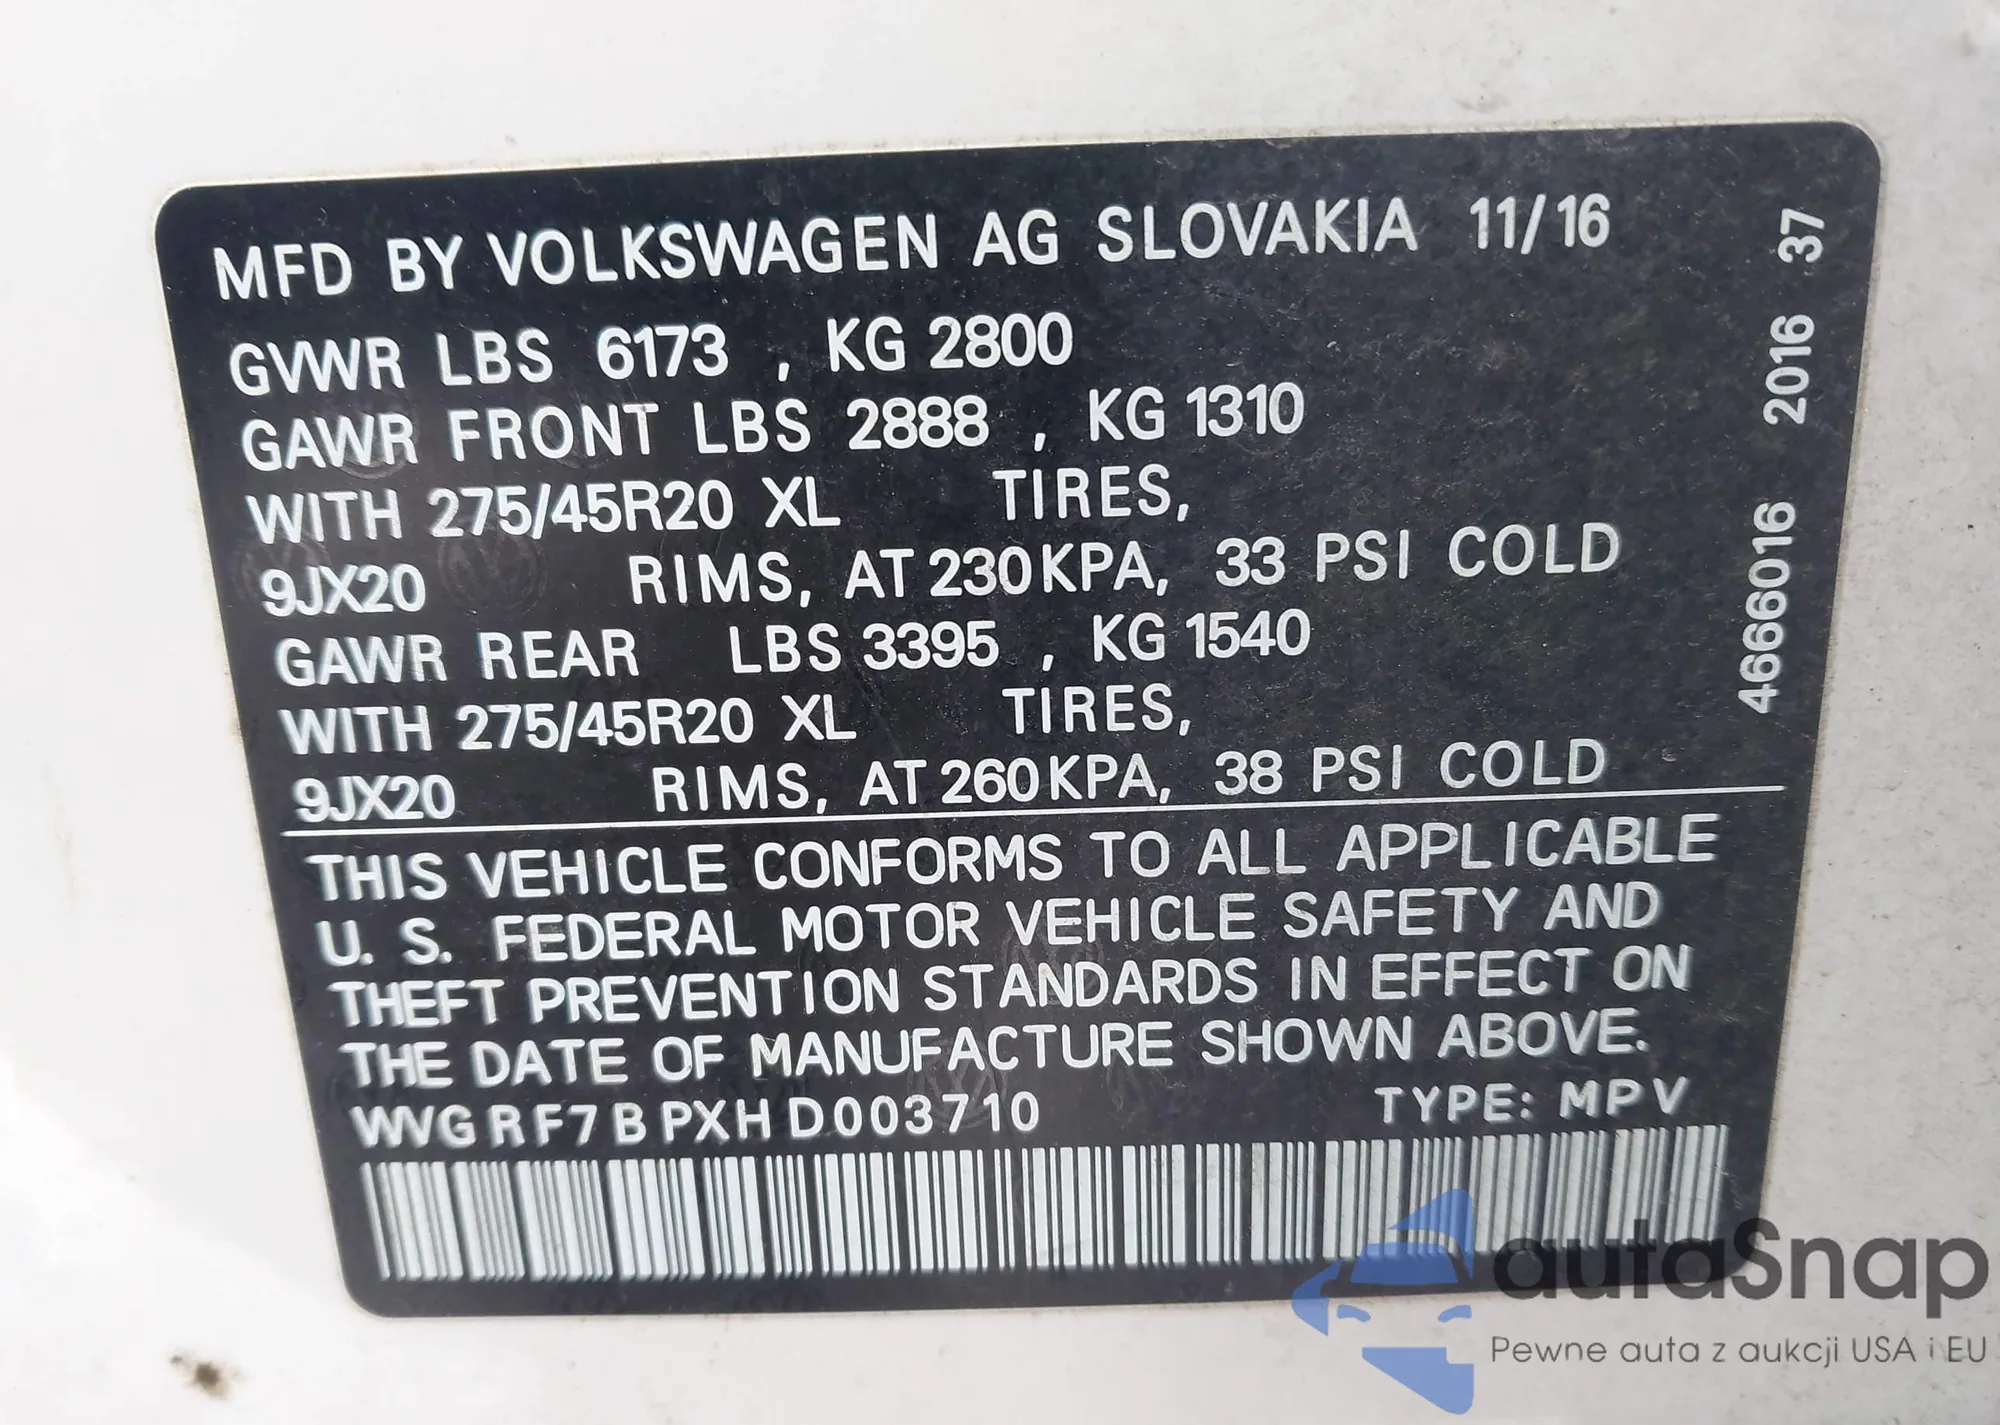 MFD BY VOLKSWAGEN AG SLOVAKIA 11/16
GVWR LBS 6173 , KG 2800
GAWR FRONT LBS 2888 , KG 1310
WITH 275/45R20 XL TIRES,
9JX20 RIMS, AT 230KPA, 33 PSI COLD
GAWR REAR LBS 3395 , KG 1540
WITH 275/45R20 XL TIRES,
9JX20 RIMS, AT 260KPA, 38 PSI COLD
THIS VEHICLE CONFORMS TO ALL APPLICABLE
U. S. FEDERAL MOTOR VEHICLE SAFETY AND
THEFT PREVENTION STANDARDS IN EFFECT ON
THE DATE OF MANUFACTURE SHOWN ABOVE.
WVGRF7BPXHD003710 TYPE: MPV
4666016 2016 37
autaSnap
Pewne auta z aukcji USA i EU